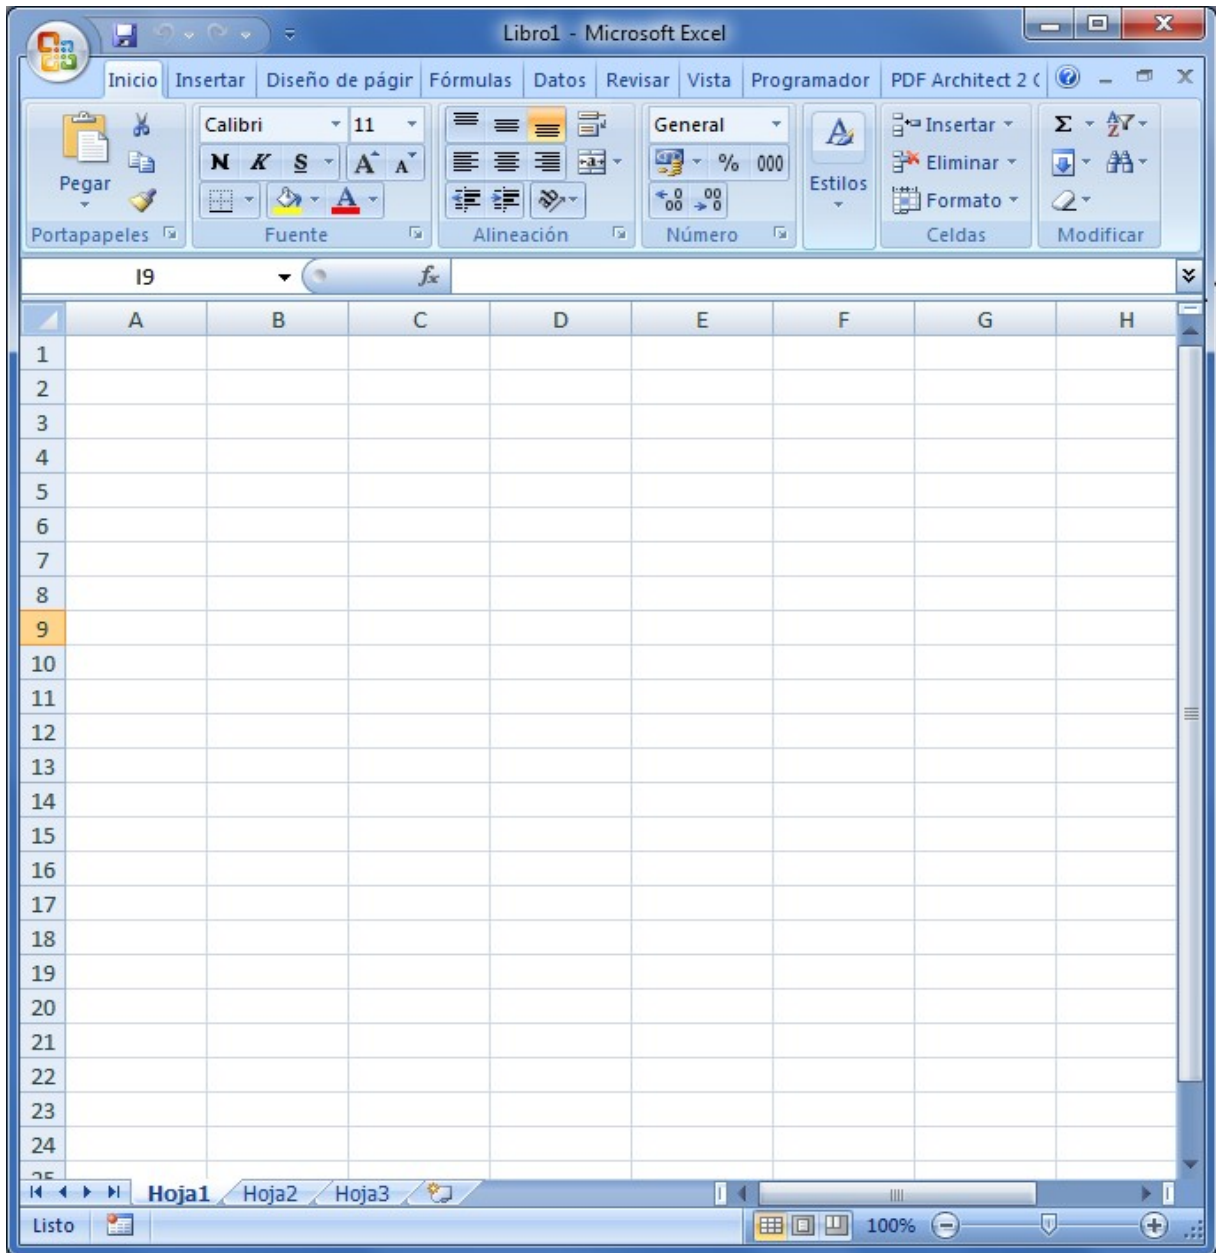 Libro1 - Microsoft Excel
Inicio Insertar Diseño de págir Fórmulas Datos Revisar Vista Programador PDF Architect 2 C
Calibri 11 General Σ
Insertar
N K S A A % 000
Eliminar
Pegar Estilos
A Formato
Portapapeles Fuente Alineación Número Celdas Modificar
I9 fx
A B C D E F G H
1
2
3
4
5
6
7
8
9
10
11
12
13
14
15
16
17
18
19
20
21
22
23
24
25
Hoja1 Hoja2 Hoja3
Listo 100%